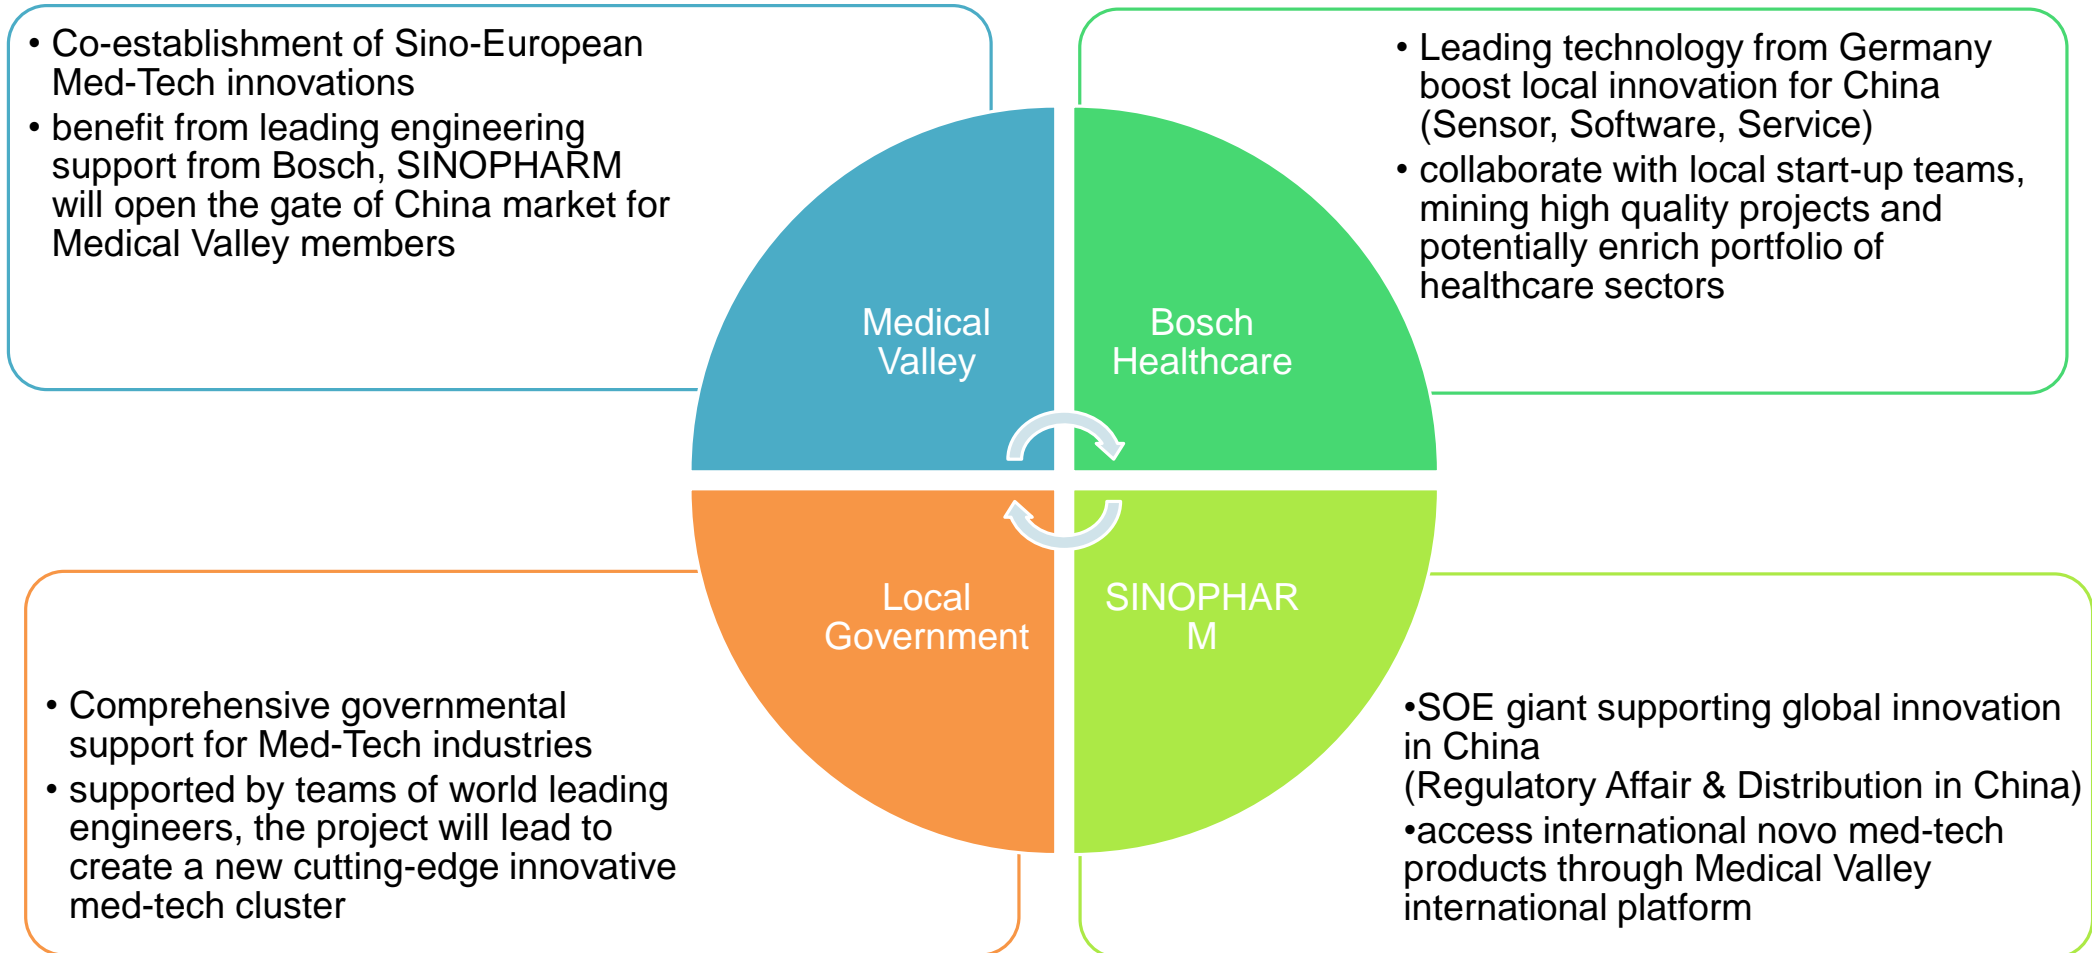 • Co-establishment of Sino-European
Med-Tech innovations
• benefit from leading engineering
support from Bosch, SINOPHARM
will open the gate of China market for
Medical Valley members
• Leading technology from Germany
boost local innovation for China
(Sensor, Software, Service)
• collaborate with local start-up teams,
mining high quality projects and
potentially enrich portfolio of
healthcare sectors
Medical
Valley
Bosch
Healthcare
Local
Government
SINOPHAR
M
• Comprehensive governmental
support for Med-Tech industries
• supported by teams of world leading
engineers, the project will lead to
create a new cutting-edge innovative
med-tech cluster
•SOE giant supporting global innovation
in China
(Regulatory Affair & Distribution in China)
•access international novo med-tech
products through Medical Valley
international platform